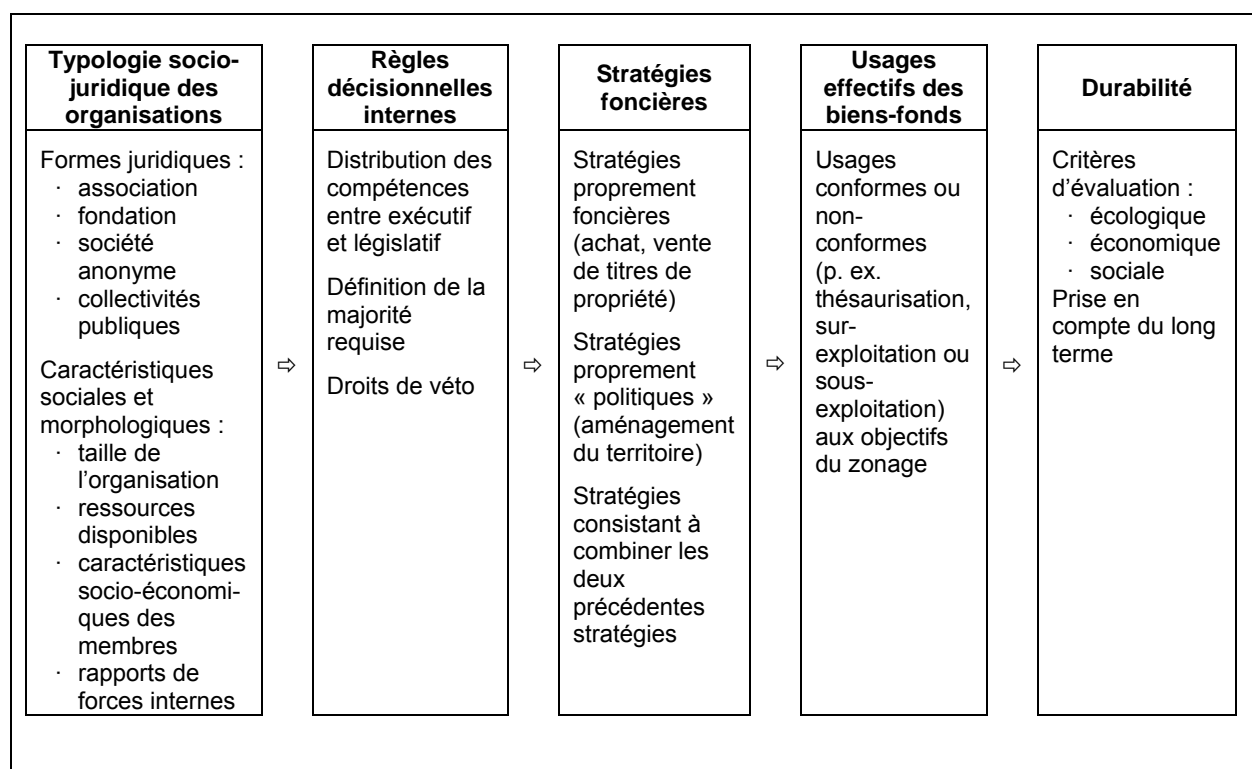 Typologie socio-
juridique des
organisations
Formes juridiques :
· association
· fondation
· société
anonyme
· collectivités
publiques
Caractéristiques
sociales et
morphologiques :
· taille de
l’organisation
· ressources
disponibles
· caractéristiques
socio-économi-
ques des
membres
· rapports de
forces internes
⇨
Règles
décisionnelles
internes
Distribution des
compétences
entre exécutif
et législatif
Définition de la
majorité
requise
Droits de véto
⇨
Stratégies
foncières
Stratégies
proprement
foncières
(achat, vente
de titres de
propriété)
Stratégies
proprement
« politiques »
(aménagement
du territoire)
Stratégies
consistant à
combiner les
deux
précédentes
stratégies
⇨
Usages
effectifs des
biens-fonds
Usages
conformes ou
non-
conformes
(p. ex.
thésaurisation,
sur-
exploitation ou
sous-
exploitation)
aux objectifs
du zonage
⇨
Durabilité
Critères
d’évaluation :
· écologique
· économique
· sociale
Prise en
compte du long
terme